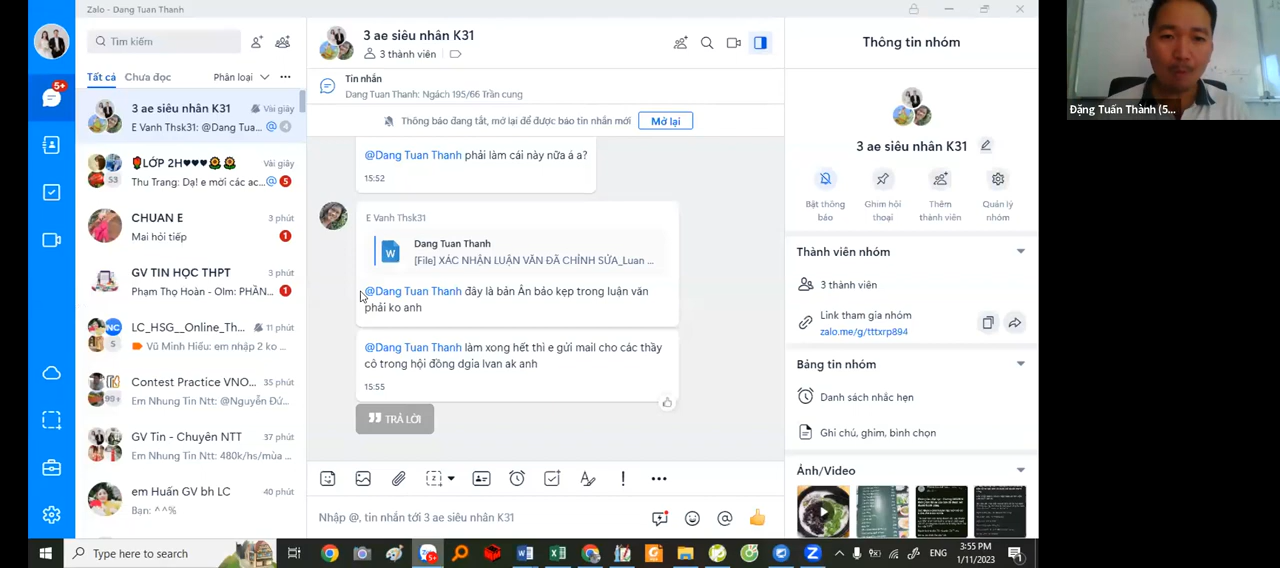 Zalo - Dang Tuan Thanh
Tìm kiếm
Tất cả Chưa đọc Phân loại
3 ae siêu nhân K31 Vài giây
E Vanh Thsk31: @Dang Tua... @ 4
LỚP 2H Vài giây
53 Thu Trang: Dạ! e mời các ac... @ 5
CHUAN E 3 phút
Mai hỏi tiếp 1
GV TIN HỌC THPT 3 phút
Phạm Thọ Hoàn - Olm: PHẦN... 1
LC_HSG__Online_Th... 11 phút
NC 5 Vũ Minh Hiếu: em nhập 2 ko ...
Contest Practice VNO... 35 phút
99+ Em Nhung Tin Ntt: @Nguyễn Đứ...
GV Tin - Chuyên NTT 37 phút
Em Nhung Tin Ntt: 480k/hs/mùa ...
em Huấn GV bh LC 40 phút
Bạn: ^^%
5+
3 ae siêu nhân K31
3 thành viên
Tin nhắn
Dang Tuan Thanh: Ngách 195/66 Trần cung
Thông báo đang tắt, mở lại để được báo tin nhắn mới Mở lại
@Dang Tuan Thanh phải làm cái này nữa á a?
15:52
E Vanh Thsk31
W Dang Tuan Thanh
[File] XÁC NHẬN LUẬN VĂN ĐÃ CHỈNH SỬA_Luan ...
@Dang Tuan Thanh đây là bản Ân bảo kẹp trong luận văn
phải ko anh
@Dang Tuan Thanh làm xong hết thì e gửi mail cho các thầy
cô trong hội đồng dgia lvan ak anh
15:55
TRẢ LỜI
Nhập @, tin nhắn tới 3 ae siêu nhân K31
Thông tin nhóm
3 ae siêu nhân K31
Bật thông
báo
Ghim hội
thoại
Thêm
thành viên
Quản lý
nhóm
Thành viên nhóm
3 thành viên
Link tham gia nhóm
zalo.me/g/tttxrp894
Bảng tin nhóm
Danh sách nhắc hẹn
Ghi chú, ghim, bình chọn
Ảnh/Video
Đặng Tuấn Thành (5...
Type here to search
ENG
3:55 PM
1/11/2023